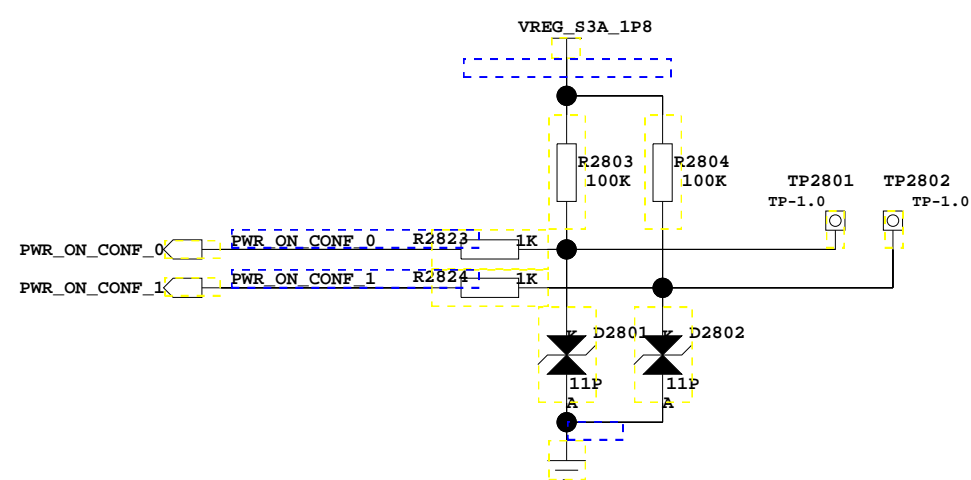 VREG_S3A_1P8
R2803
100K
R2804
100K
TP2801
TP-1.0
TP2802
TP-1.0
PWR_ON_CONF_0
PWR_ON_CONF_0
R2823
1K
PWR_ON_CONF_1
PWR_ON_CONF_1
R2824
1K
K
D2801
11P
A
K
D2802
11P
A